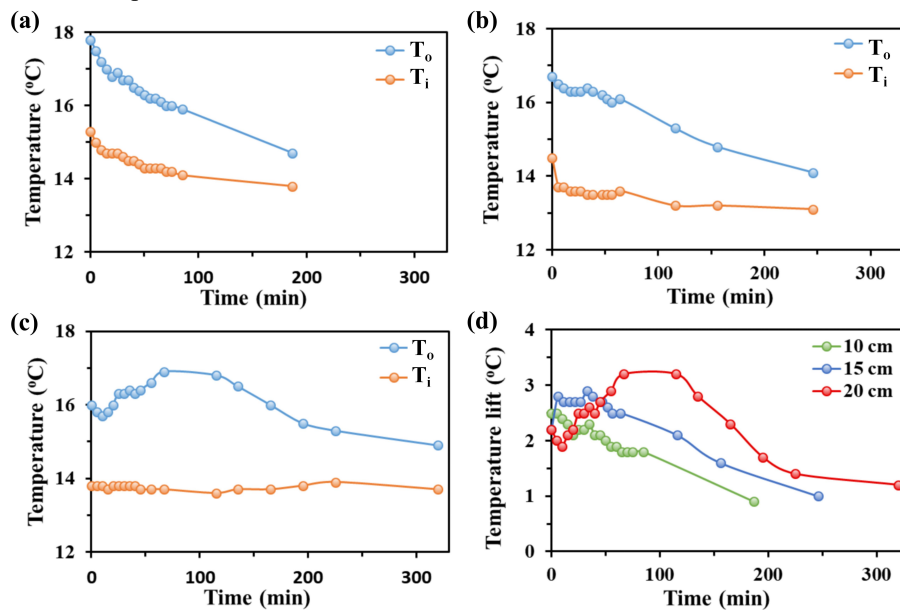 (a)
18
16
14
12
Temperature (ºC)
0
100
200
300
Time (min)
T₀
Tᵢ
(b)
18
16
14
12
Temperature (ºC)
0
100
200
300
Time (min)
T₀
Tᵢ
(c)
18
16
14
12
Temperature (ºC)
0
100
200
300
Time (min)
T₀
Tᵢ
(d)
4
3
2
1
0
Temperature lift (ºC)
0
100
200
300
Time (min)
10 cm
15 cm
20 cm